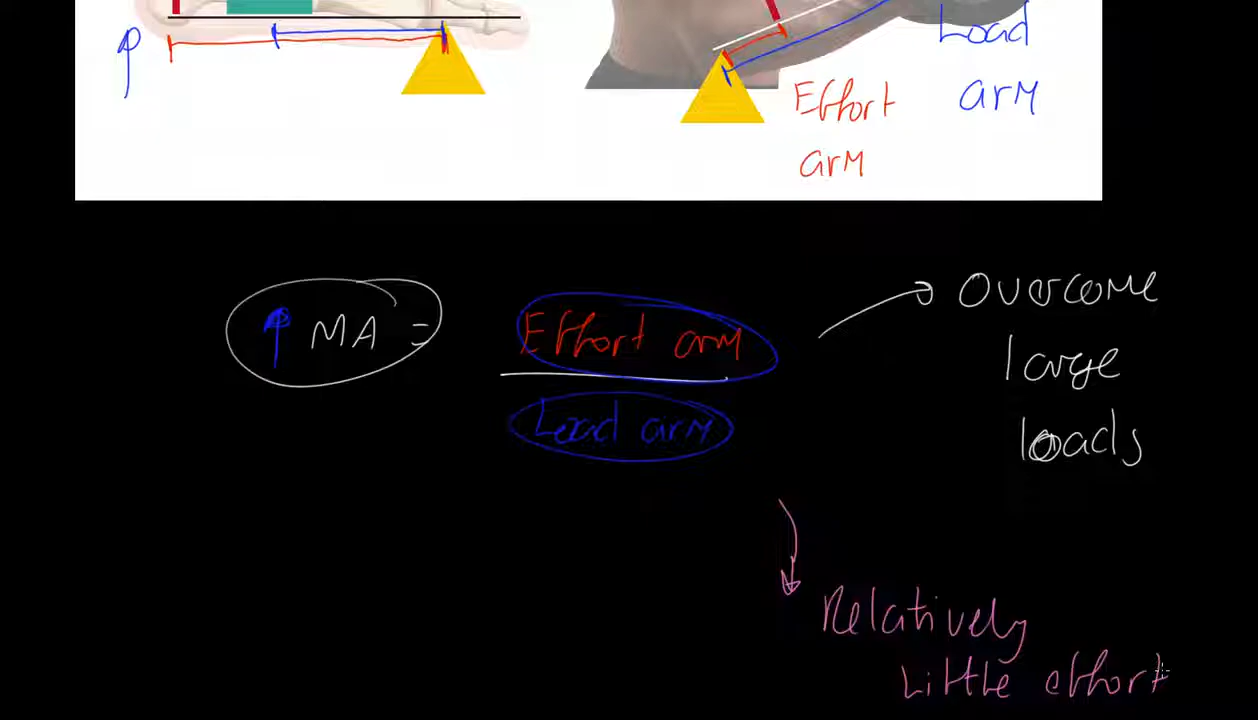 Load
arm
Effort
arm
↑ MA = Effort arm
Load arm
Overcome
large
loads
Relatively
Little effort